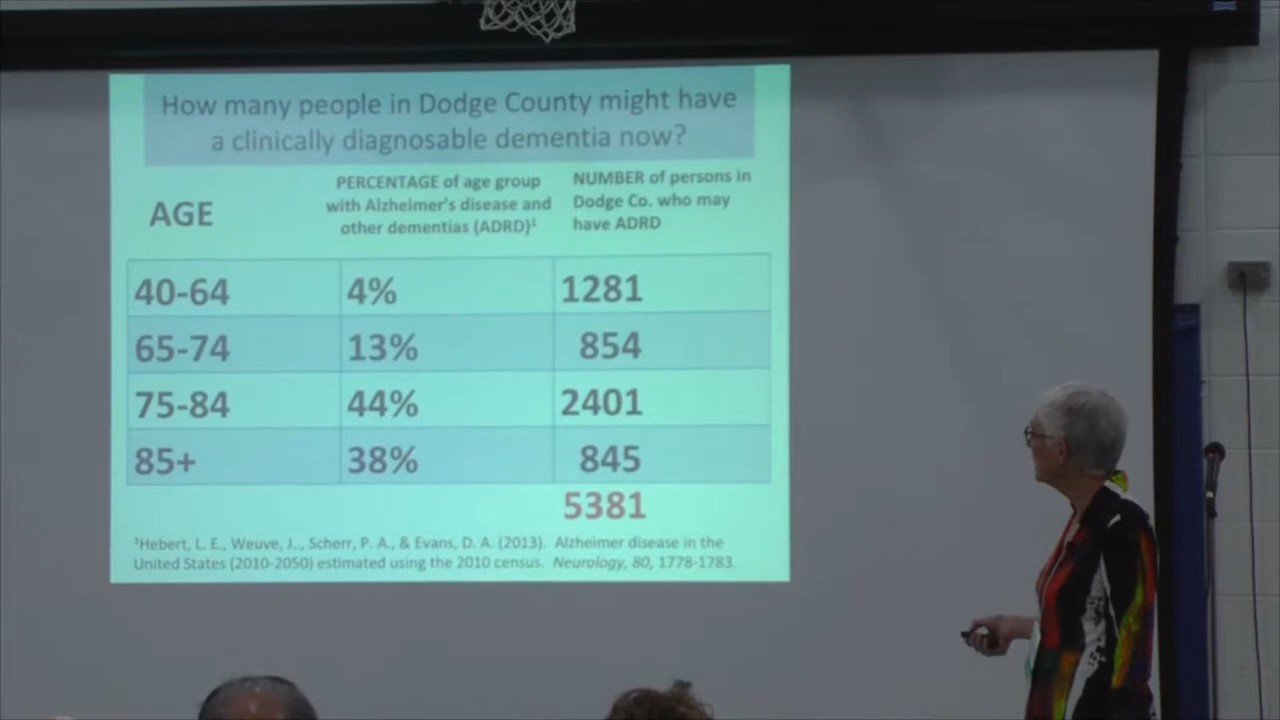 How many people in Dodge County might have
a clinically diagnosable dementia now?
AGE
PERCENTAGE of age group
with Alzheimer's disease and
other dementias (ADRD)¹
NUMBER of persons in
Dodge Co. who may
have ADRD
40-64 4% 1281
65-74 13% 854
75-84 44% 2401
85+ 38% 845
5381
¹Hebert, L. E., Weuve, J.., Scherr, P. A., & Evans, D. A. (2013). Alzheimer disease in the
United States (2010-2050) estimated using the 2010 census. Neurology, 80, 1778-1783.